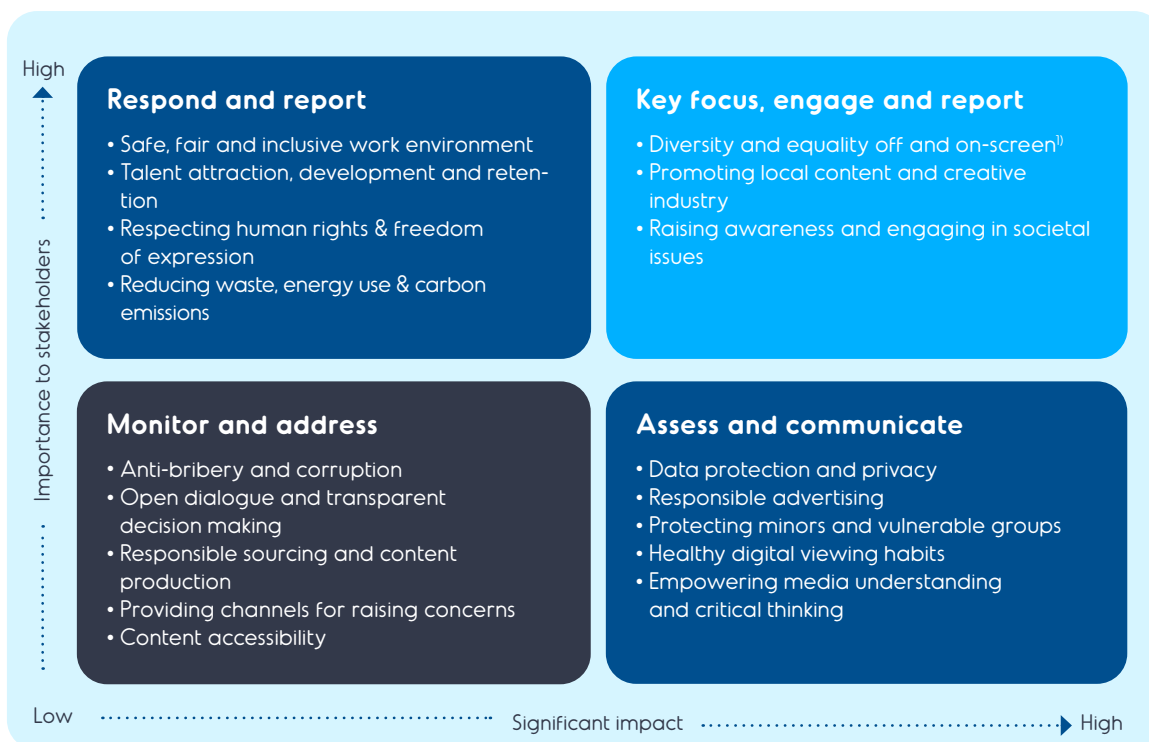 High
Respond and report
• Safe, fair and inclusive work environment
• Talent attraction, development and reten-
tion
• Respecting human rights & freedom
of expression
• Reducing waste, energy use & carbon
emissions
Key focus, engage and report
• Diversity and equality off and on-screen¹⁾
• Promoting local content and creative
industry
• Raising awareness and engaging in societal
issues
Importance to stakeholders
Monitor and address
• Anti-bribery and corruption
• Open dialogue and transparent
decision making
• Responsible sourcing and content
production
• Providing channels for raising concerns
• Content accessibility
Assess and communicate
• Data protection and privacy
• Responsible advertising
• Protecting minors and vulnerable groups
• Healthy digital viewing habits
• Empowering media understanding
and critical thinking
Low
Significant impact
High